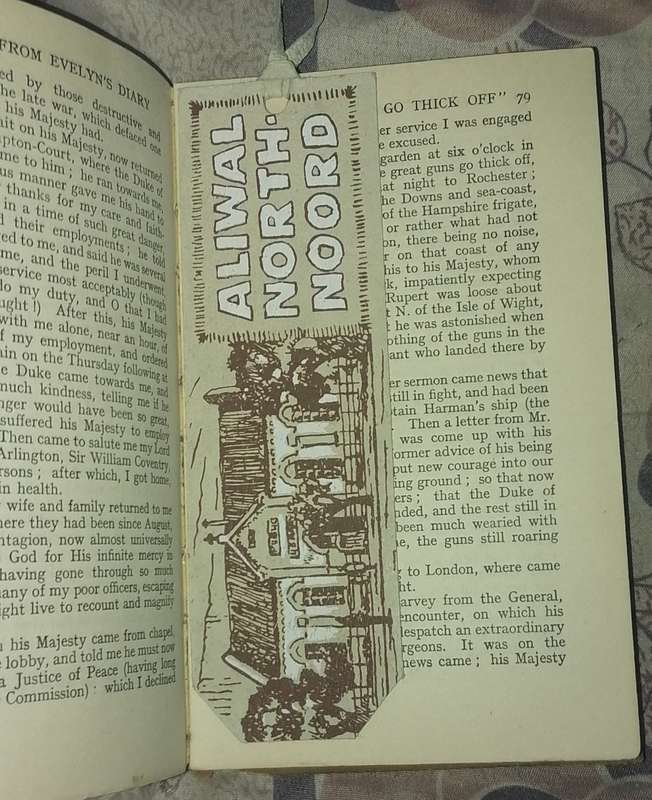 FROM EVELYN'S DIARY
ed by those destructive and
the late war, which defaced one
his Majesty had.
ait on his Majesty, now returned
mpton-Court, where the Duke of
me to him; he ran towards me,
us manner gave me his hand to
thanks for my care and faith-
in a time of such great danger,
d their employments; he told
ed to me, and said he was several
me, and the peril I underwent,
service most acceptably (though
do my duty, and O that I had
ught!) After this, his Majesty
with me alone, near an hour, of
f my employment, and ordered
ain on the Thursday following at
e Duke came towards me, and
much kindness, telling me if he
nger would have been so great,
suffered his Majesty to employ
Then came to salute me my Lord
Arlington, Sir William Coventry,
rsons; after which, I got home,
in health.
wife and family returned to me
here they had been since August,
ntagion, now almost universally
God for His infinite mercy in
having gone through so much
many of my poor officers, escaping
ight live to recount and magnify
n his Majesty came from chapel,
e lobby, and told me he must now
a Justice of Peace (having long
Commission): which I declined
ALIWAL
NORTH·
NOORD
GO THICK OFF" 79
er service I was engaged
e excused.
garden at six o'clock in
e great guns go thick off,
at night to Rochester;
he Downs and sea-coast,
of the Hampshire frigate,
or rather what had not
on, there being no noise,
r on that coast of any
his to his Majesty, whom
k, impatiently expecting
Rupert was loose about
t N. of the Isle of Wight,
t he was astonished when
othing of the guns in the
ant who landed there by
er sermon came news that
still in fight, and had been
tain Harman's ship (the
Then a letter from Mr.
was come up with his
former advice of his being
put new courage into our
ing ground; so that now
ers; that the Duke of
nded, and the rest still in
been much wearied with
e, the guns still roaring
y to London, where came
ht.
arvey from the General,
encounter, on which his
despatch an extraordinary
rgeons. It was on the
news came; his Majesty